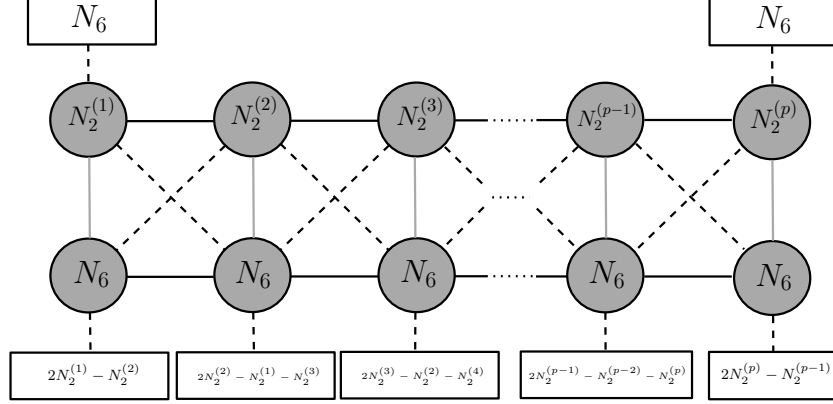 N_6 N_6
N_2^{(1)} N_2^{(2)} N_2^{(3)} N_2^{(p-1)} N_2^{(p)}
N_6 N_6 N_6 N_6 N_6
2N_2^{(1)} - N_2^{(2)} 2N_2^{(2)} - N_2^{(1)} - N_2^{(3)} 2N_2^{(3)} - N_2^{(2)} - N_2^{(4)} 2N_2^{(p-1)} - N_2^{(p-2)} - N_2^{(p)} 2N_2^{(p)} - N_2^{(p-1)}